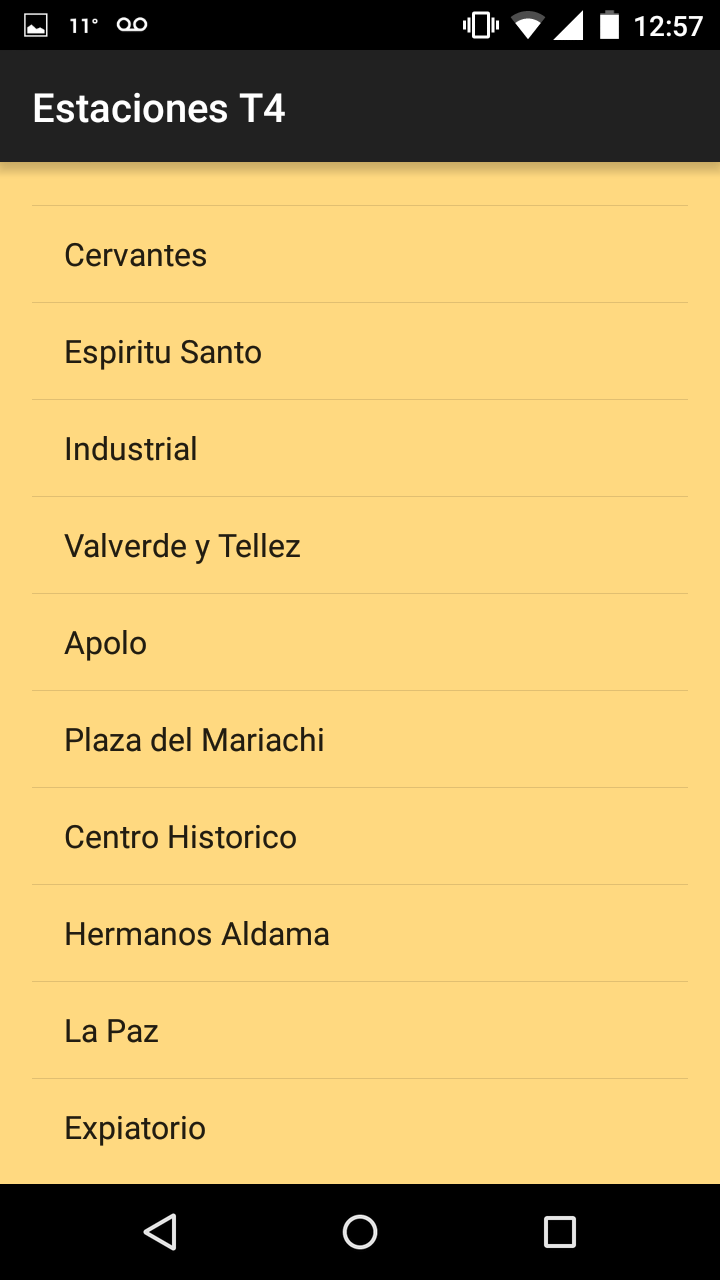 11°
12:57
Estaciones T4
Cervantes
Espiritu Santo
Industrial
Valverde y Tellez
Apolo
Plaza del Mariachi
Centro Historico
Hermanos Aldama
La Paz
Expiatorio